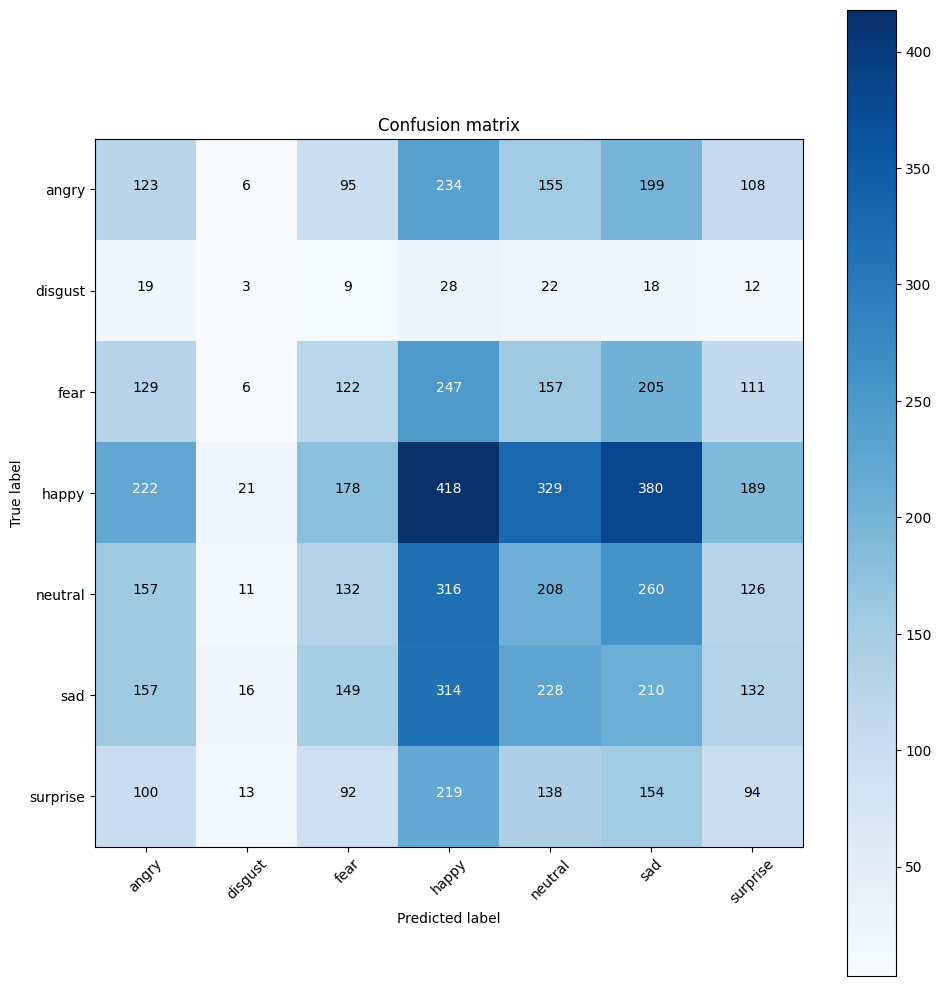 Confusion matrix
angry 123 6 95 234 155 199 108
disgust 19 3 9 28 22 18 12
fear 129 6 122 247 157 205 111
happy 222 21 178 418 329 380 189
neutral 157 11 132 316 208 260 126
sad 157 16 149 314 228 210 132
surprise 100 13 92 219 138 154 94
angry disgust fear happy neutral sad surprise
Predicted label
True label
400
350
300
250
200
150
100
50